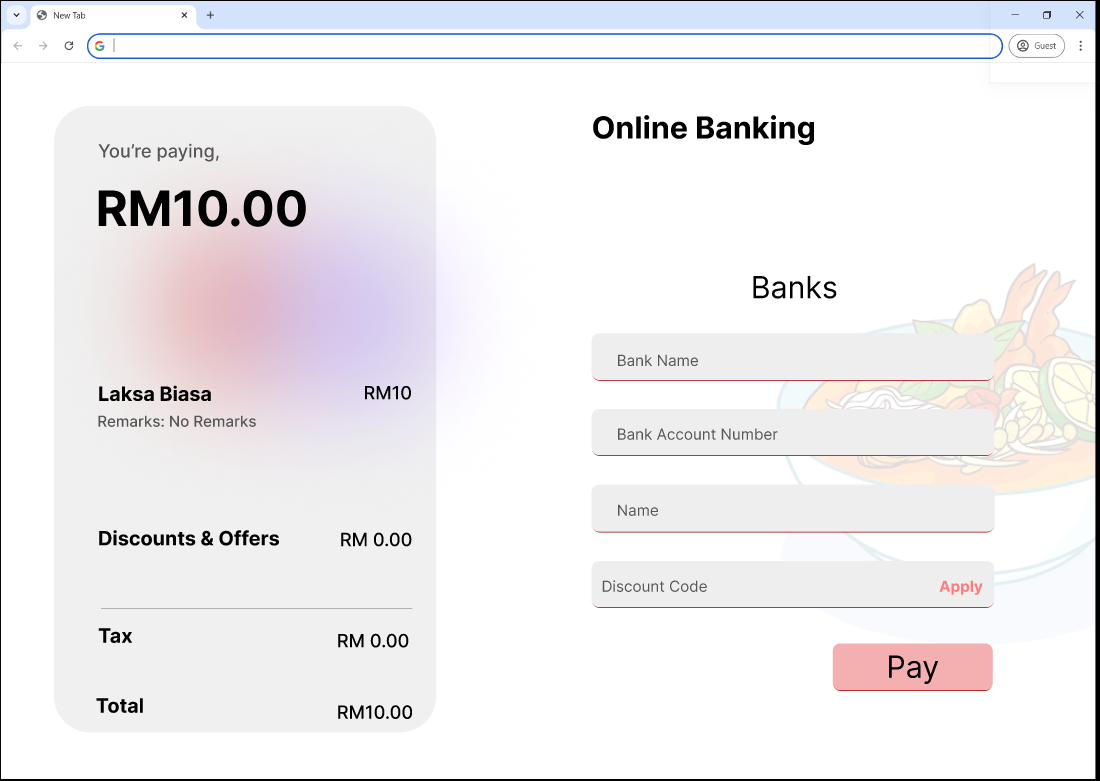 New Tab
Guest
You're paying,
RM10.00
Laksa Biasa RM10
Remarks: No Remarks
Discounts & Offers RM 0.00
Tax RM 0.00
Total RM10.00
Online Banking
Banks
Bank Name
Bank Account Number
Name
Discount Code Apply
Pay